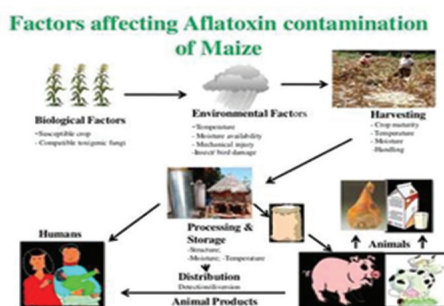 Factors affecting Aflatoxin contamination
of Maize
Biological Factors
•Susceptible crop
- Compatible toxigenic fungi
Environmental Factors
•Temperature
- Moisture availability
- Mechanical injury
-Insect/ bird damage
Harvesting
- Crop maturity
- Temperature
- Moisture
-Handling
Processing &
Storage
-Structure;
-Moisture; -Temperature
Distribution
Detection/diversion
Humans
Animals
Animal Products